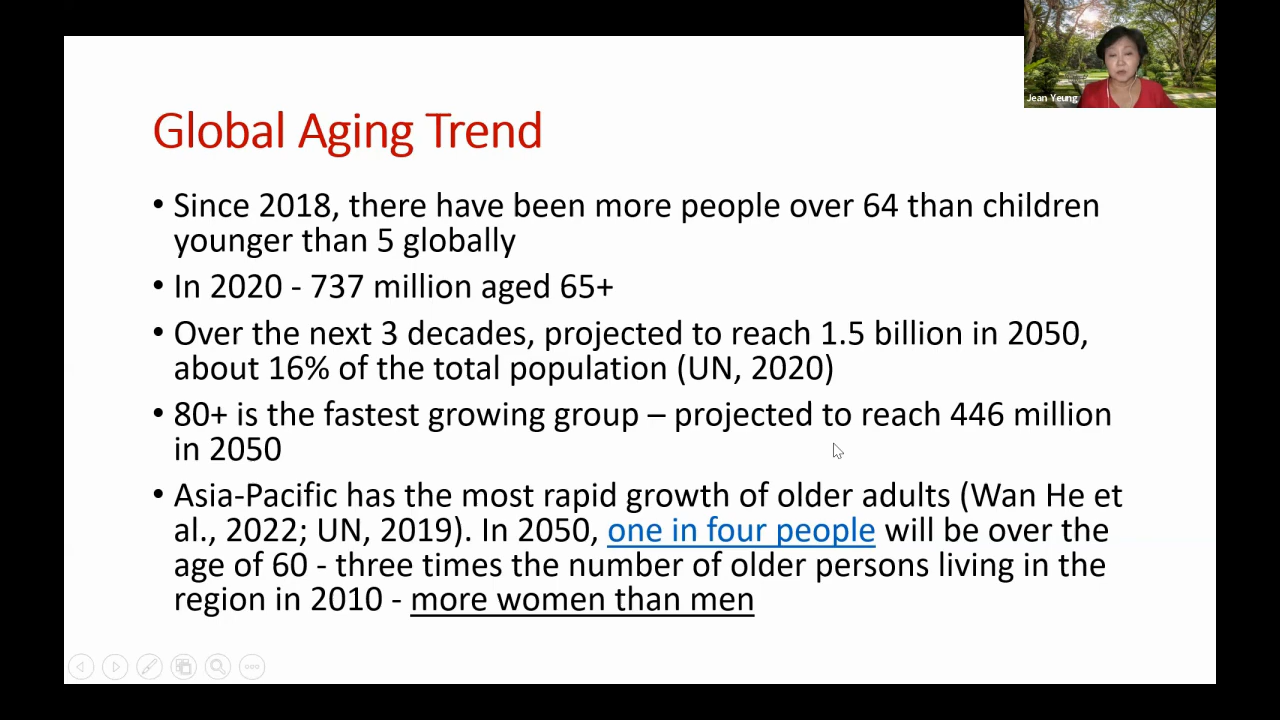 Jean Yeung
Global Aging Trend
• Since 2018, there have been more people over 64 than children
younger than 5 globally
• In 2020 - 737 million aged 65+
• Over the next 3 decades, projected to reach 1.5 billion in 2050,
about 16% of the total population (UN, 2020)
• 80+ is the fastest growing group – projected to reach 446 million
in 2050
• Asia-Pacific has the most rapid growth of older adults (Wan He et
al., 2022; UN, 2019). In 2050, one in four people will be over the
age of 60 - three times the number of older persons living in the
region in 2010 - more women than men